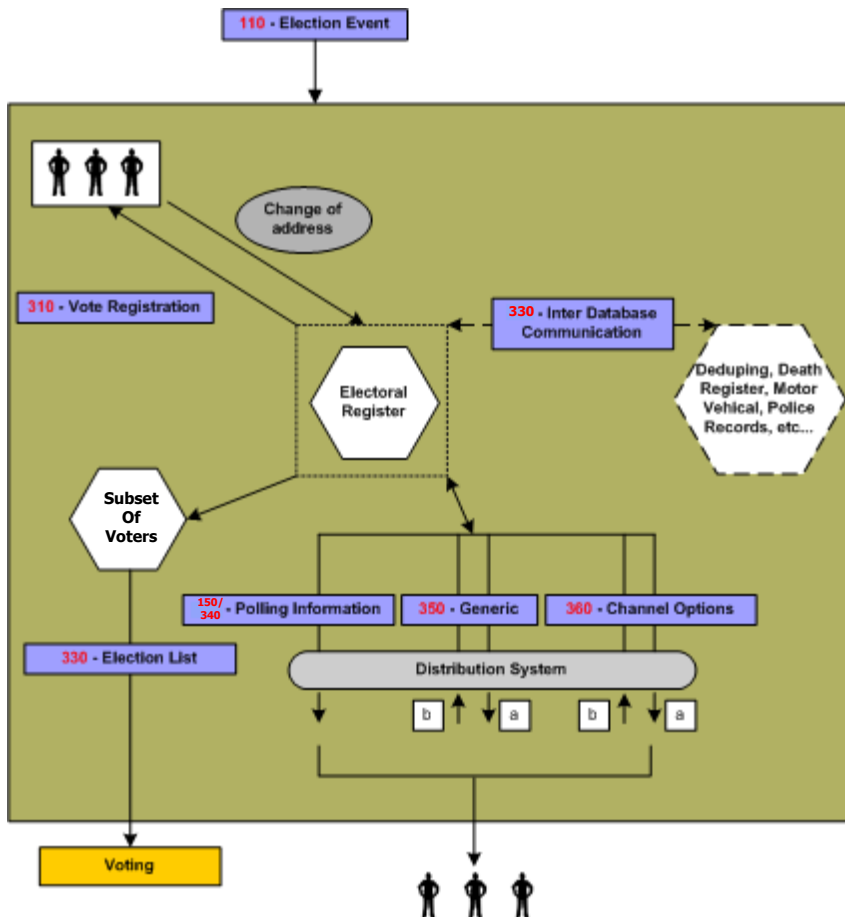 110 - Election Event
Change of
address
310 - Vote Registration
330 - Inter Database
Communication
Electoral
Register
Deduping, Death
Register, Motor
Vehical, Police
Records, etc...
Subset
Of
Voters
150/
340 - Polling Information
350 - Generic
360 - Channel Options
330 - Election List
Distribution System
b
a
b
a
Voting